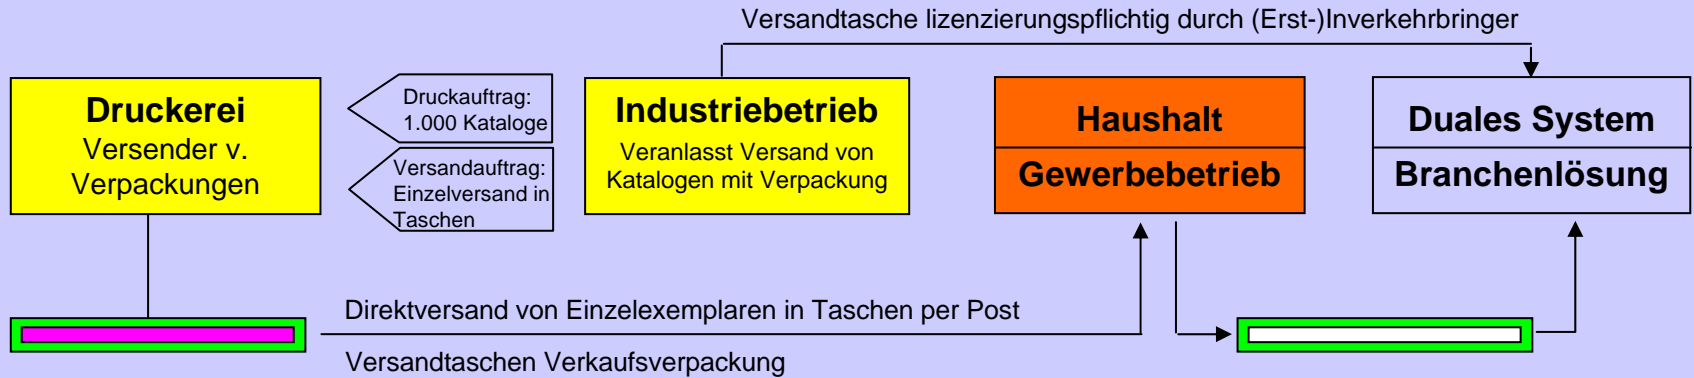 Versandtasche lizenzierungspflichtig durch (Erst-)Inverkehrbringer
Druckerei
Versender v.
Verpackungen
Druckauftrag:
1.000 Kataloge
Versandauftrag:
Einzelversand in
Taschen
Industriebetrieb
Veranlasst Versand von
Katalogen mit Verpackung
Haushalt
Gewerbebetrieb
Duales System
Branchenlösung
Direktversand von Einzelexemplaren in Taschen per Post
Versandtaschen Verkaufsverpackung